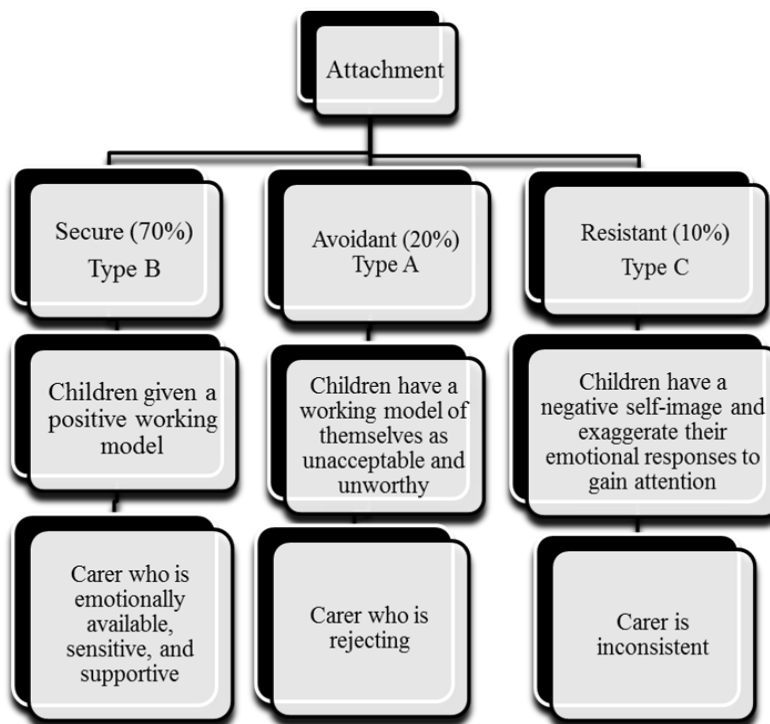 Attachment
Secure (70%)
Type B
Avoidant (20%)
Type A
Resistant (10%)
Type C
Children given a
positive working
model
Children have a
working model of
themselves as
unacceptable and
unworthy
Children have a
negative self-image and
exaggerate their
emotional responses to
gain attention
Carer who is
emotionally
available,
sensitive, and
supportive
Carer who is
rejecting
Carer is
inconsistent